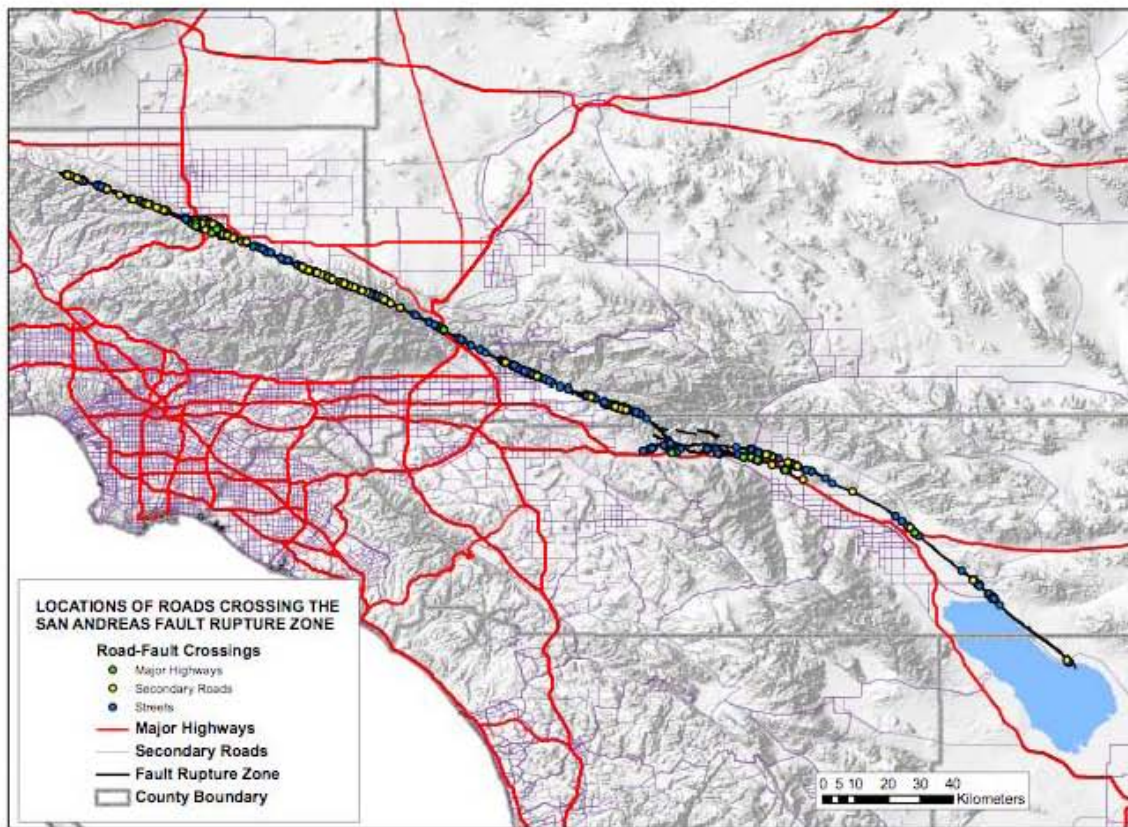 LOCATIONS OF ROADS CROSSING THE
SAN ANDREAS FAULT RUPTURE ZONE
Road-Fault Crossings
Major Highways
Secondary Roads
Streets
Major Highways
Secondary Roads
Fault Rupture Zone
County Boundary
0 5 10 20 30 40
Kilometers